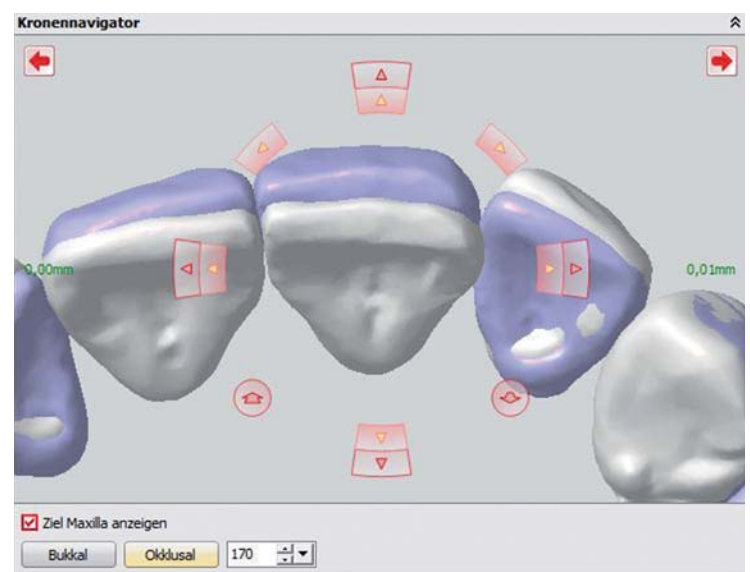 Kronennavigator
0,00mm
0,01mm
Ziel Maxilla anzeigen
Bukkal Okklusal 170